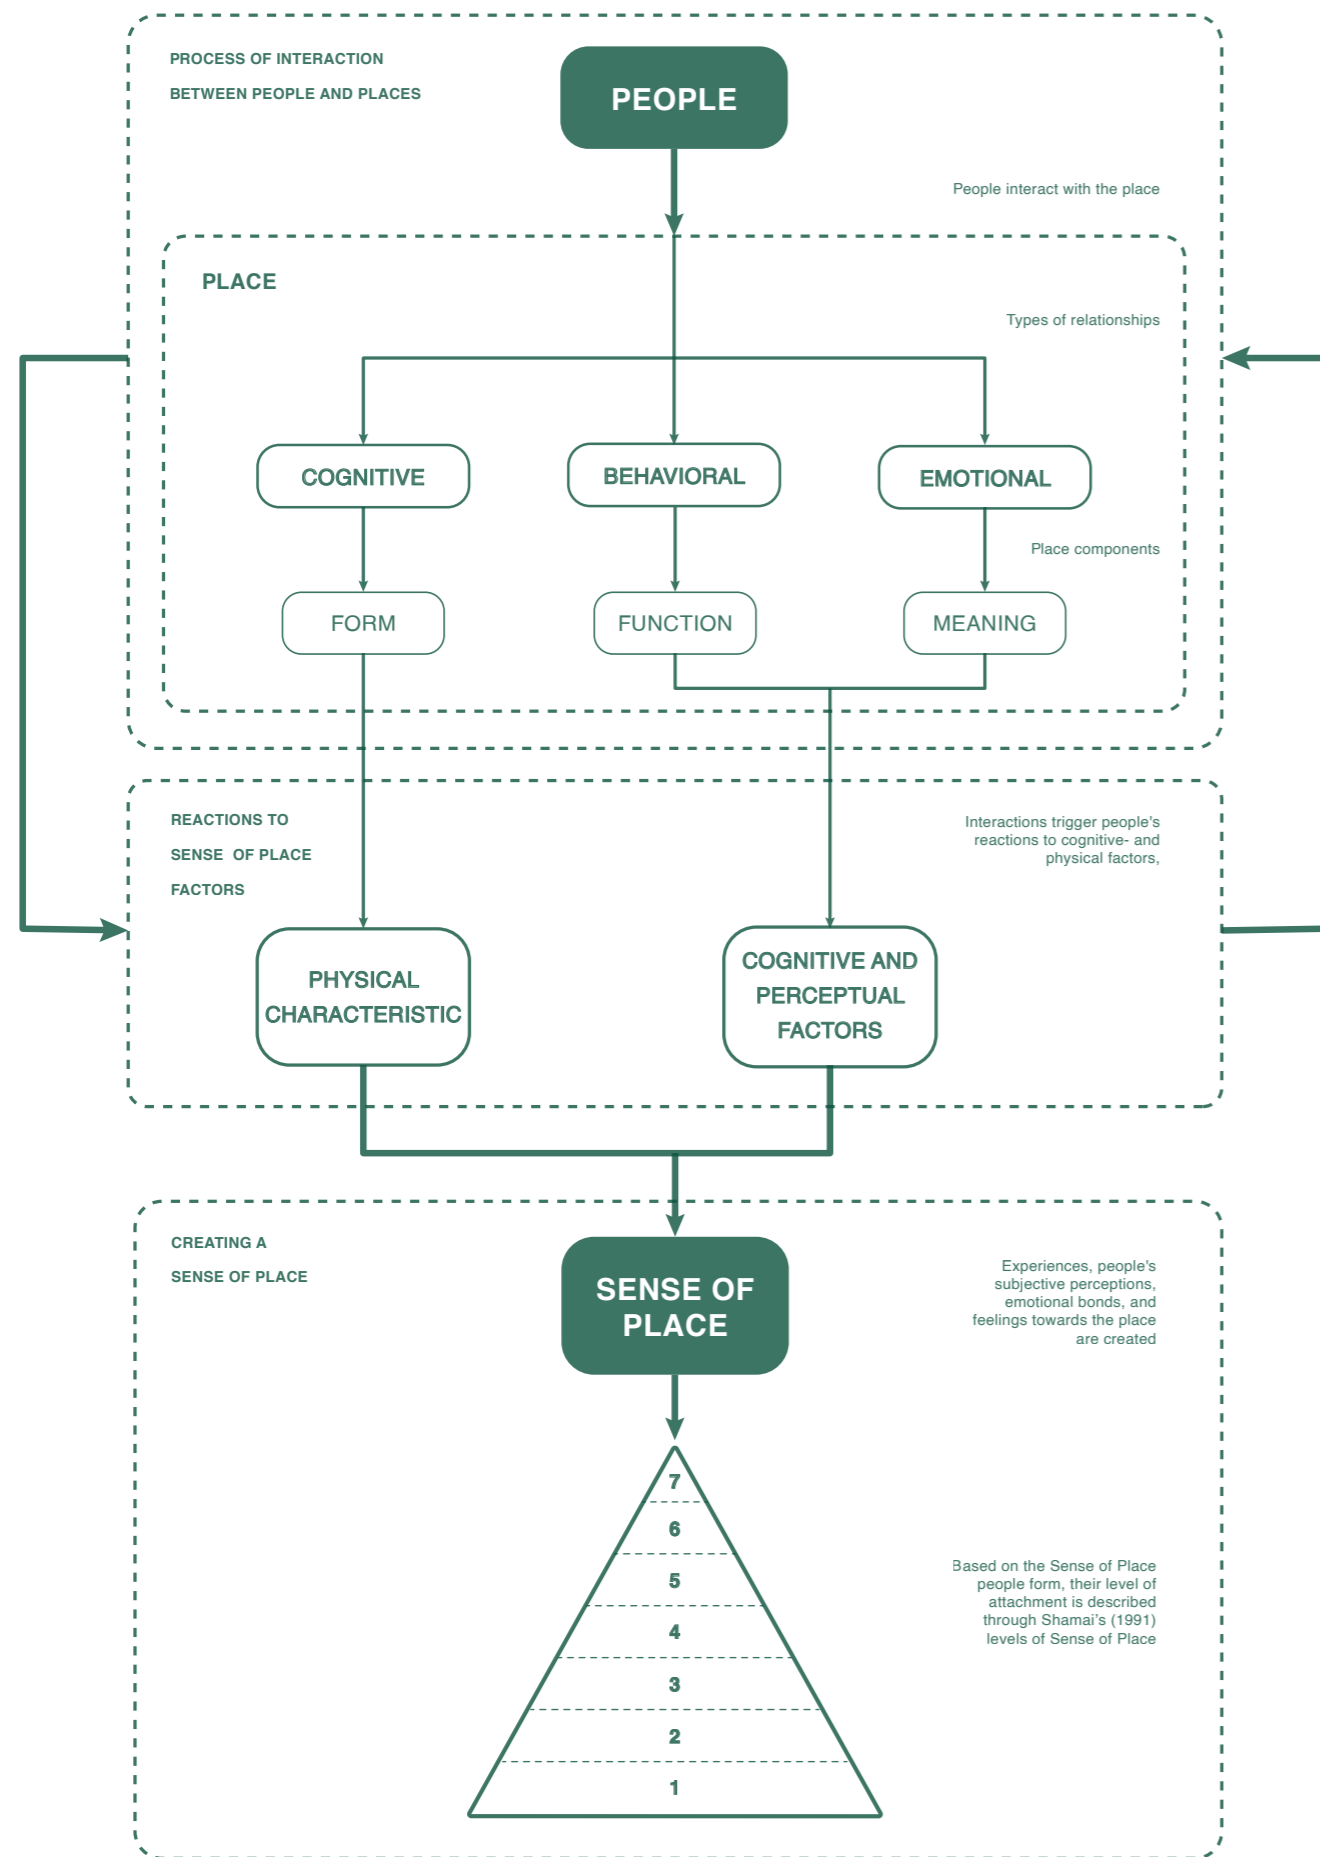 PROCESS OF INTERACTION
BETWEEN PEOPLE AND PLACES
PEOPLE
People interact with the place
PLACE
Types of relationships
COGNITIVE
BEHAVIORAL
EMOTIONAL
Place components
FORM
FUNCTION
MEANING
REACTIONS TO
SENSE OF PLACE
FACTORS
Interactions trigger people's
reactions to cognitive- and
physical factors,
PHYSICAL
CHARACTERISTIC
COGNITIVE AND
PERCEPTUAL
FACTORS
CREATING A
SENSE OF PLACE
SENSE OF
PLACE
Experiences, people's
subjective perceptions,
emotional bonds, and
feelings towards the place
are created
7
6
5
4
3
2
1
Based on the Sense of Place
people form, their level of
attachment is described
through Shamai's (1991)
levels of Sense of Place